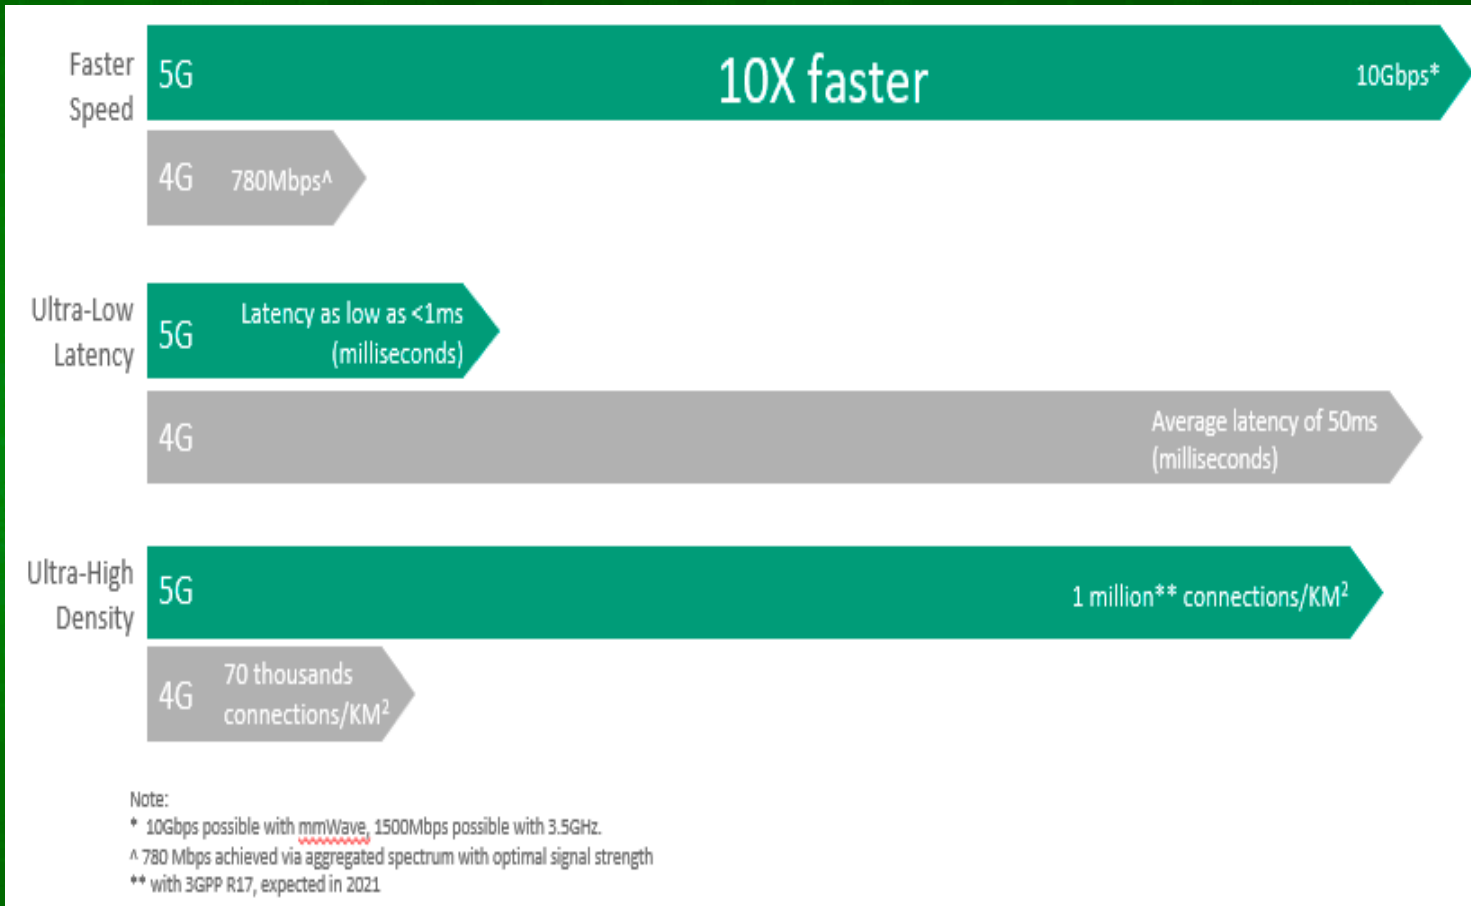 Faster
Speed
5G
10X faster
10Gbps*
4G
780Mbps^
Ultra-Low
Latency
5G
Latency as low as <1ms
(milliseconds)
4G
Average latency of 50ms
(milliseconds)
Ultra-High
Density
5G
1 million** connections/KM²
4G
70 thousands
connections/KM²
Note:
* 10Gbps possible with mmWave, 1500Mbps possible with 3.5GHz.
^ 780 Mbps achieved via aggregated spectrum with optimal signal strength
** with 3GPP R17, expected in 2021